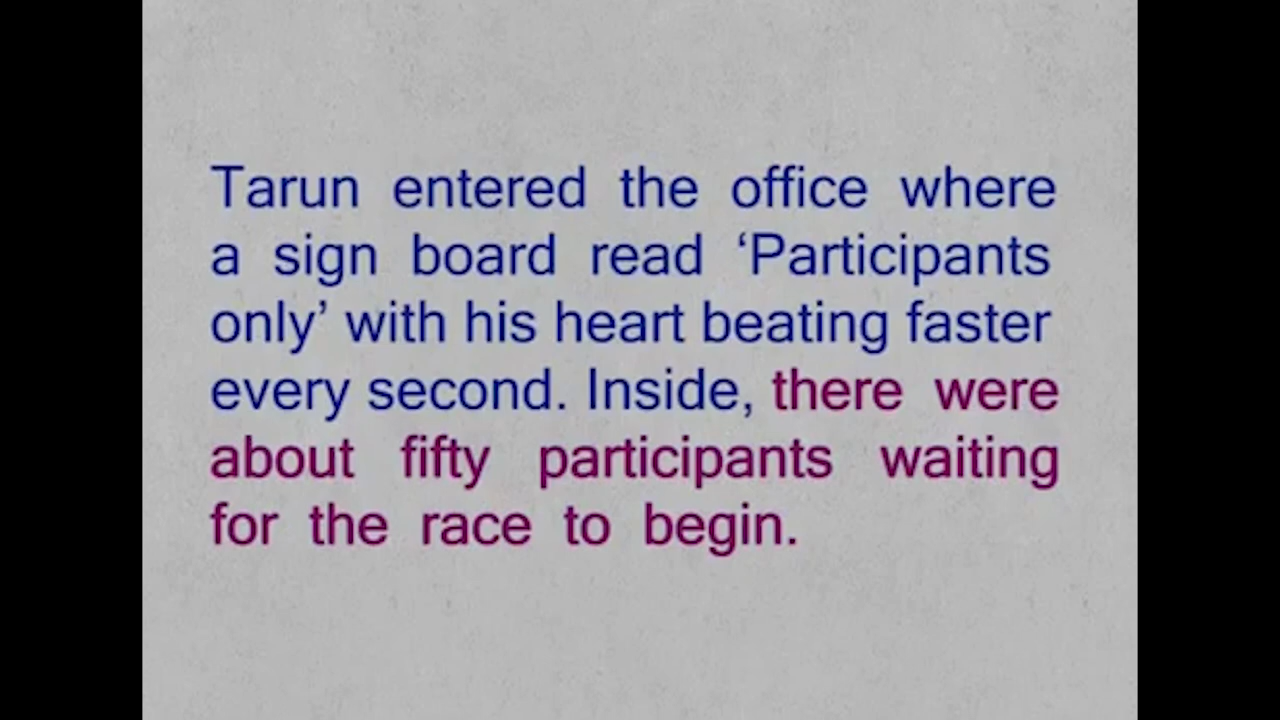 Tarun entered the office where
a sign board read ‘Participants
only’ with his heart beating faster
every second. Inside, there were
about fifty participants waiting
for the race to begin.